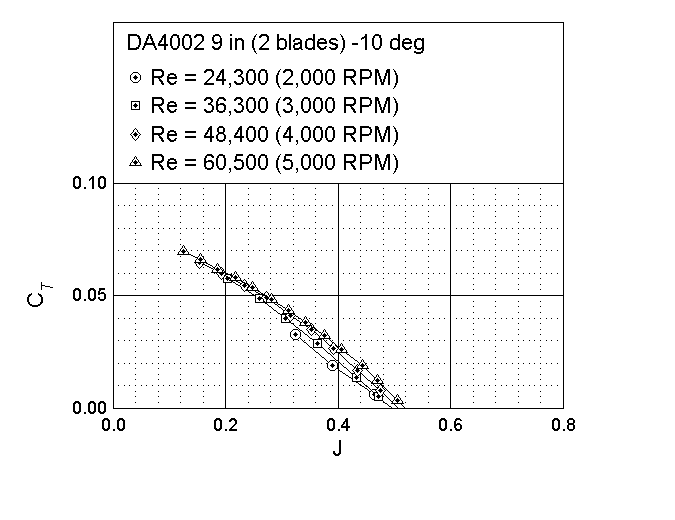 DA4002 9 in (2 blades) -10 deg
Re = 24,300 (2,000 RPM)
Re = 36,300 (3,000 RPM)
Re = 48,400 (4,000 RPM)
Re = 60,500 (5,000 RPM)
0.10
0.05
0.00
C_T
0.0 0.2 0.4 0.6 0.8
J